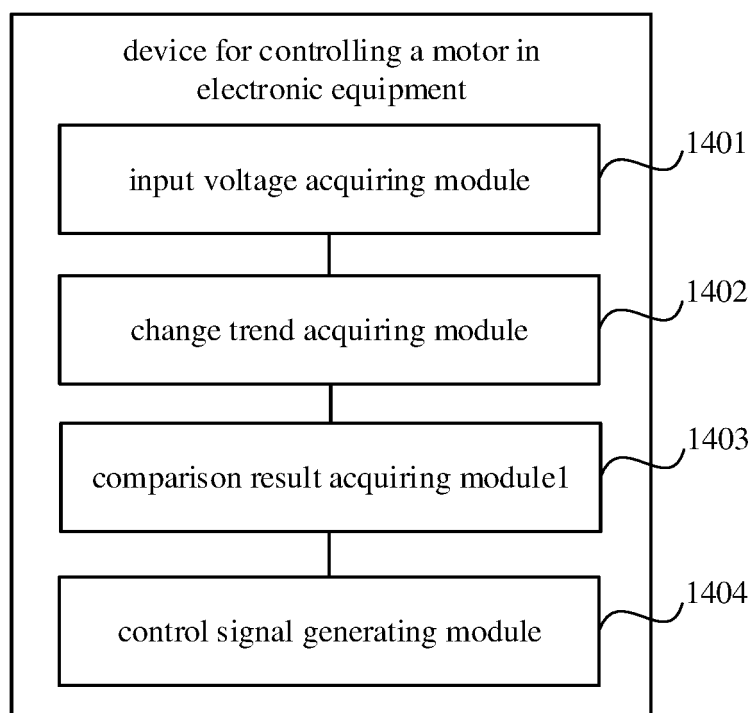 device for controlling a motor in
electronic equipment
input voltage acquiring module
1401
change trend acquiring module
1402
comparison result acquiring module1
1403
control signal generating module
1404